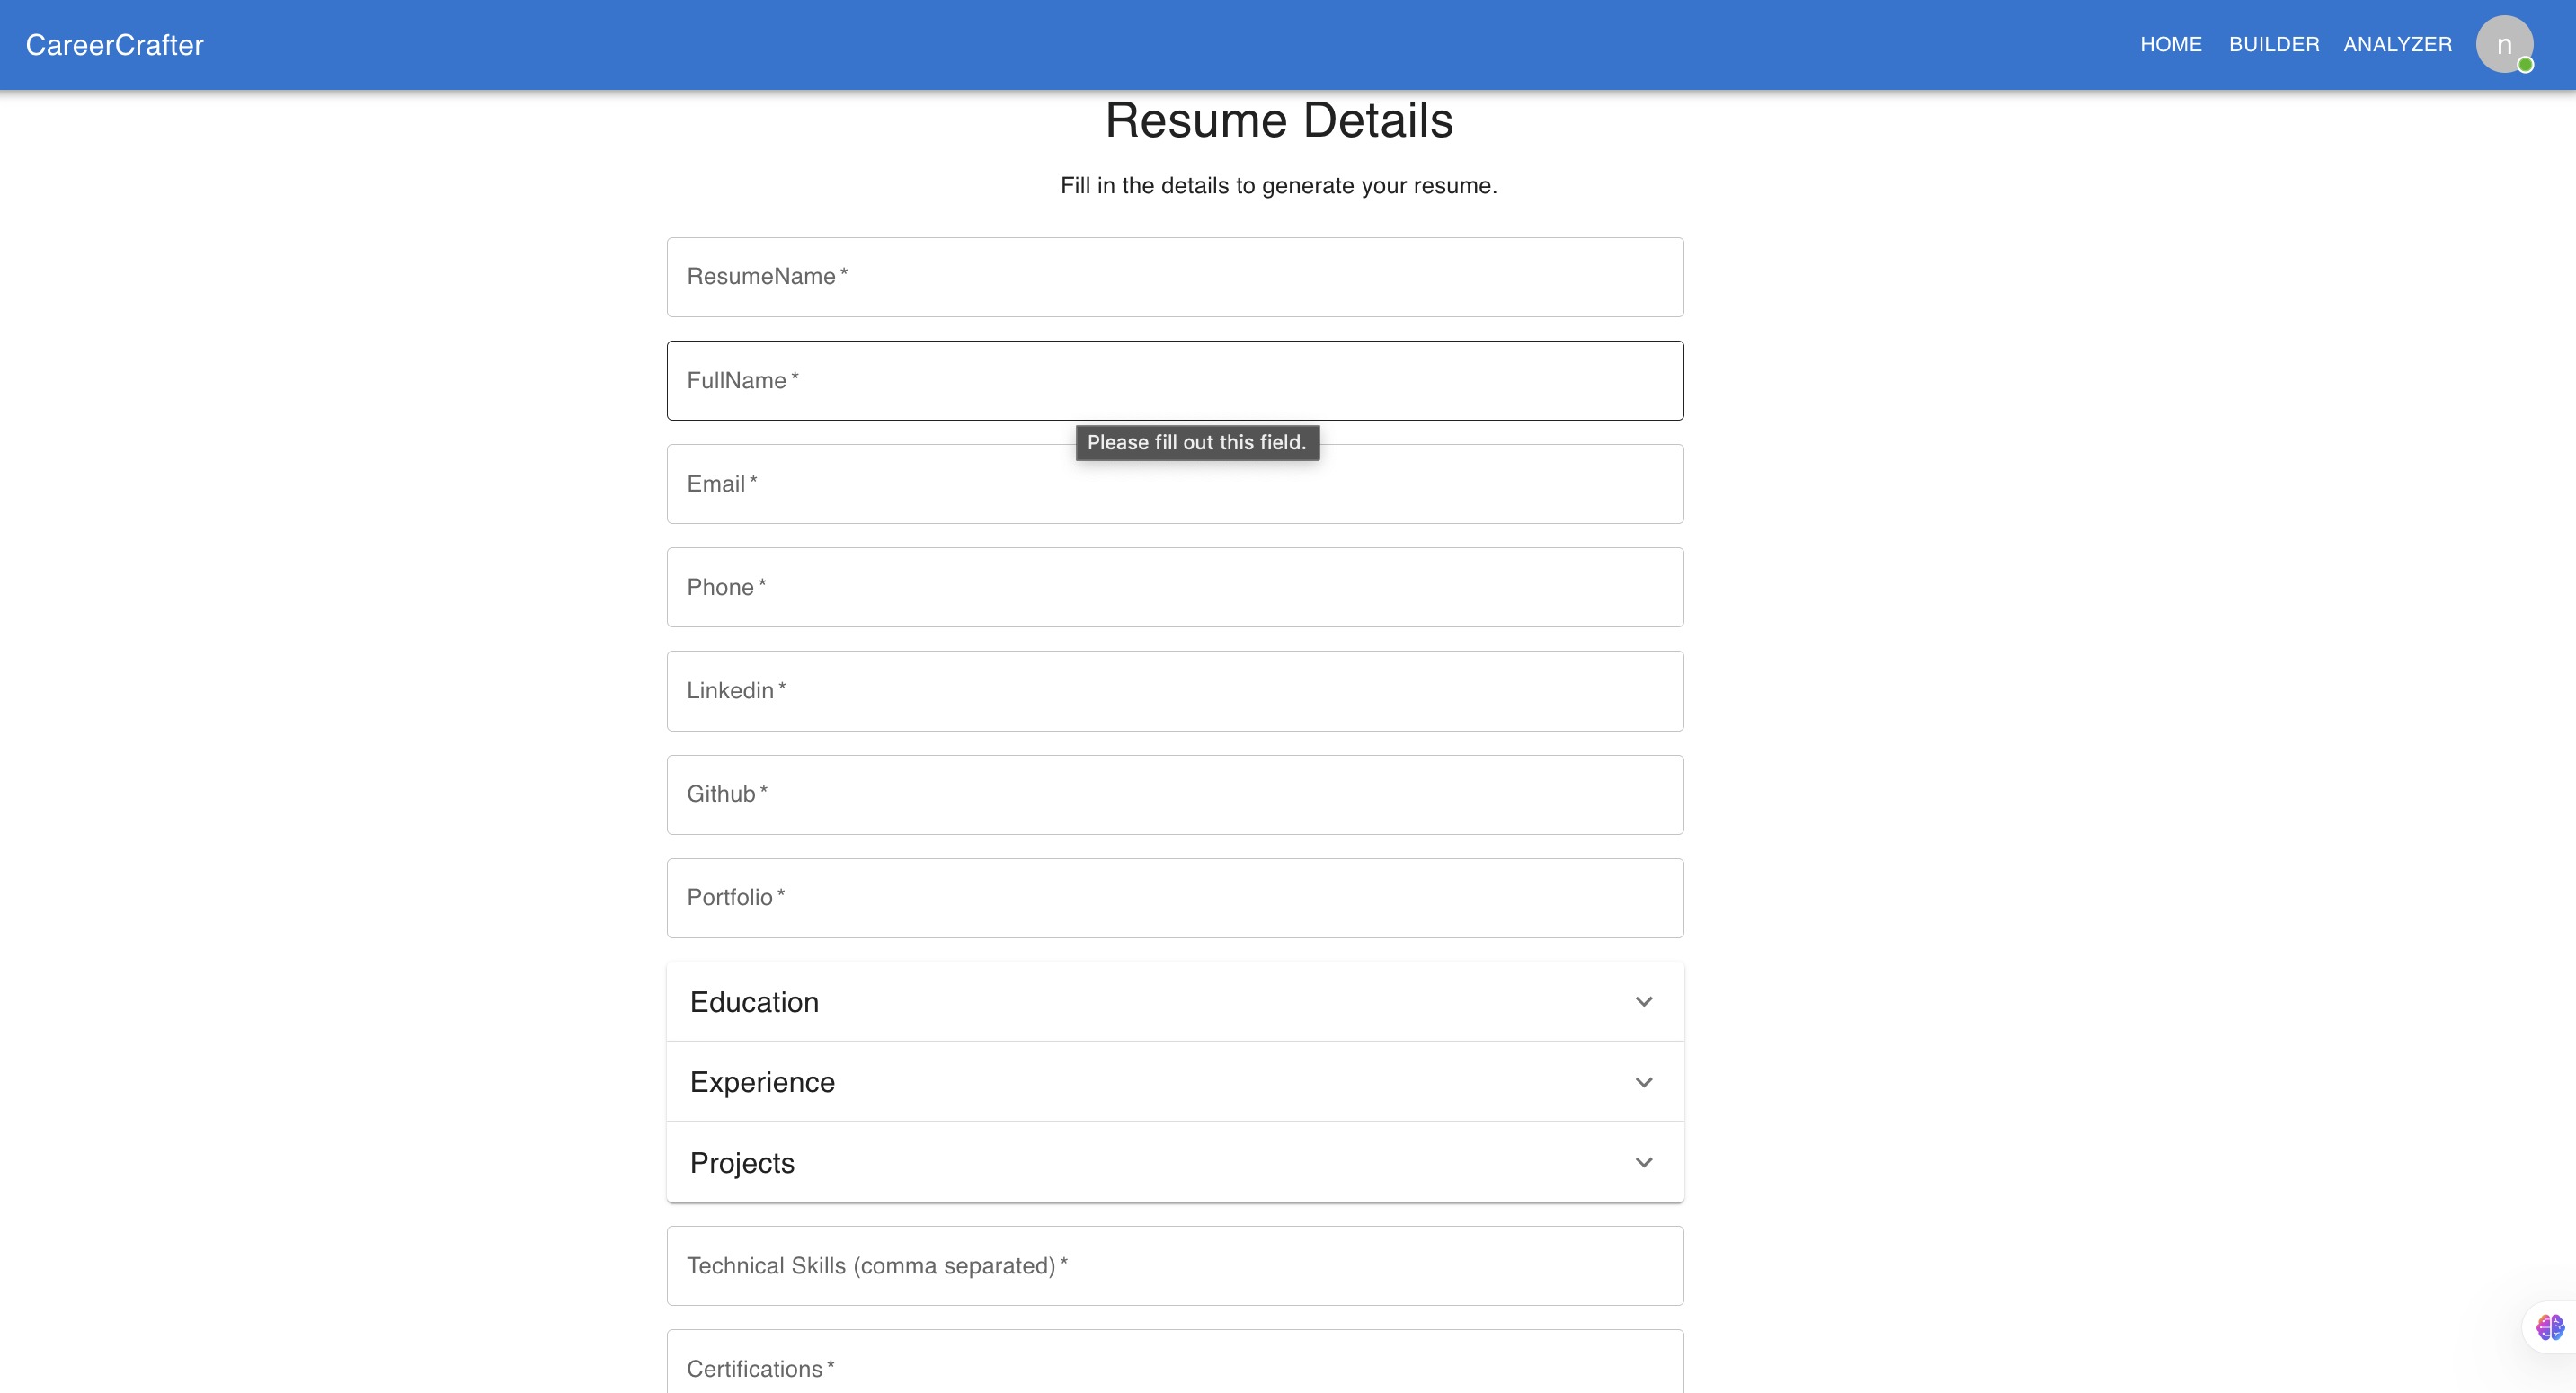 CareerCrafter
HOME BUILDER ANALYZER n
Resume Details
Fill in the details to generate your resume.
ResumeName *
FullName *
Please fill out this field.
Email *
Phone *
Linkedin *
Github *
Portfolio *
Education
Experience
Projects
Technical Skills (comma separated) *
Certifications *